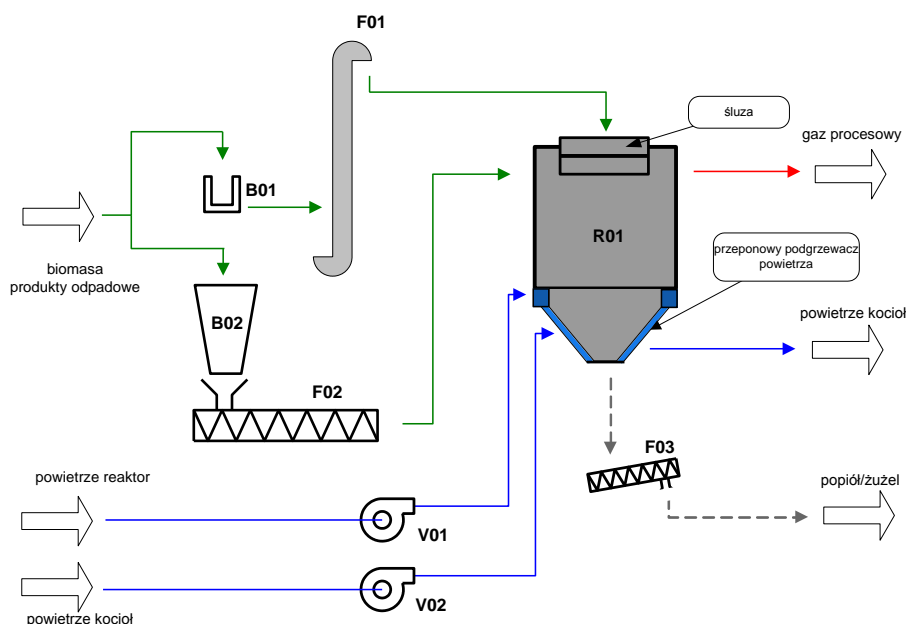 F01
śluza
gaz procesowy
B01
R01
biomasa
produkty odpadowe
przeponowy podgrzewacz
powietrza
B02
powietrze kocioł
F02
F03
powietrze reaktor
popiół/żużel
V01
V02
powietrze kocioł